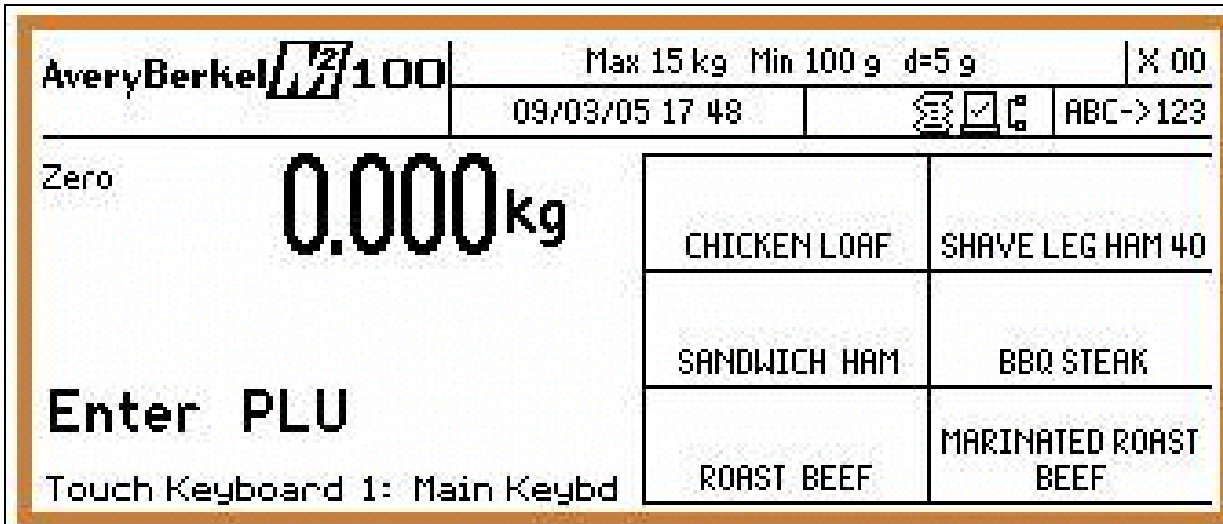 AveryBerkel M2 100
Max 15 kg Min 100 g d=5 g
X 00
09/03/05 17 48
ABC->123
Zero
0.000kg
CHICKEN LOAF
SHAVE LEG HAM 40
SANDWICH HAM
BBQ STEAK
Enter PLU
ROAST BEEF
MARINATED ROAST
BEEF
Touch Keyboard 1: Main Keybd